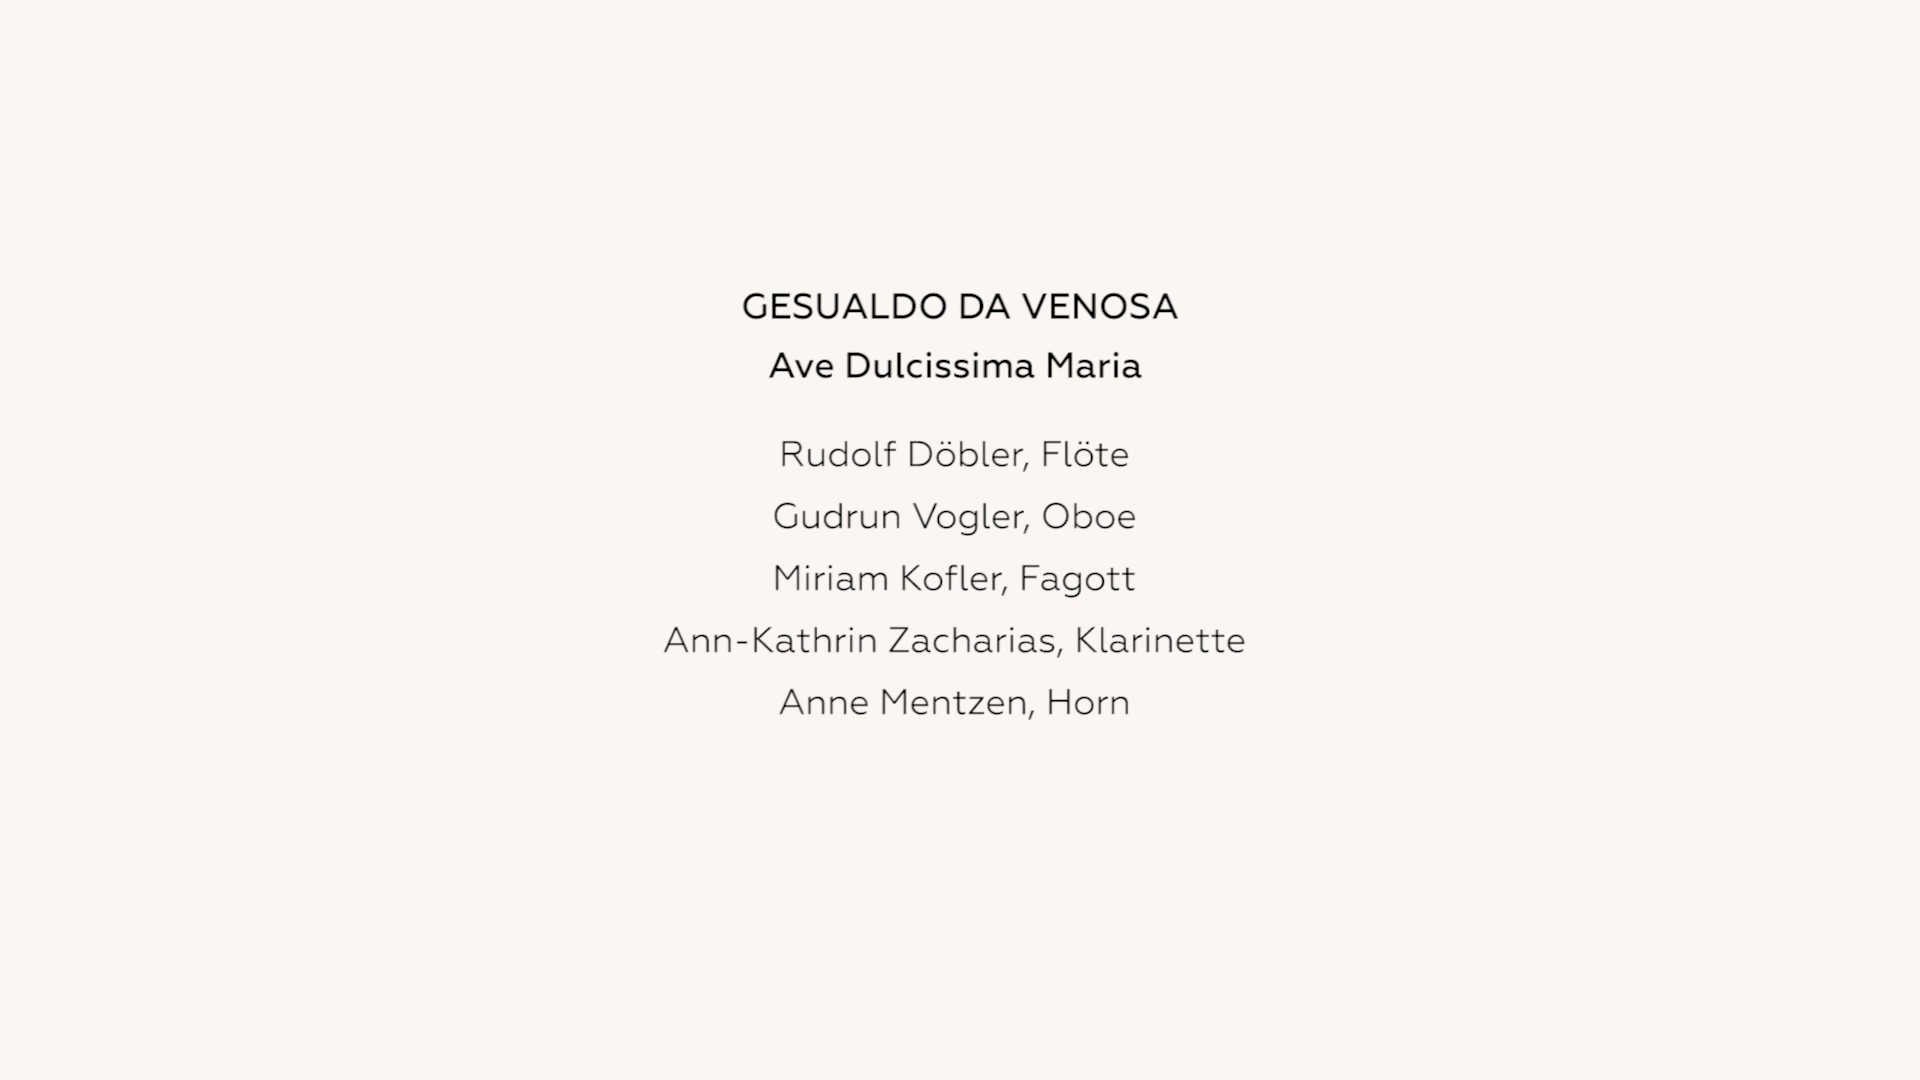 GESUALDO DA VENOSA
Ave Dulcissima Maria
Rudolf Döbler, Flöte
Gudrun Vogler, Oboe
Miriam Kofler, Fagott
Ann-Kathrin Zacharias, Klarinette
Anne Mentzen, Horn